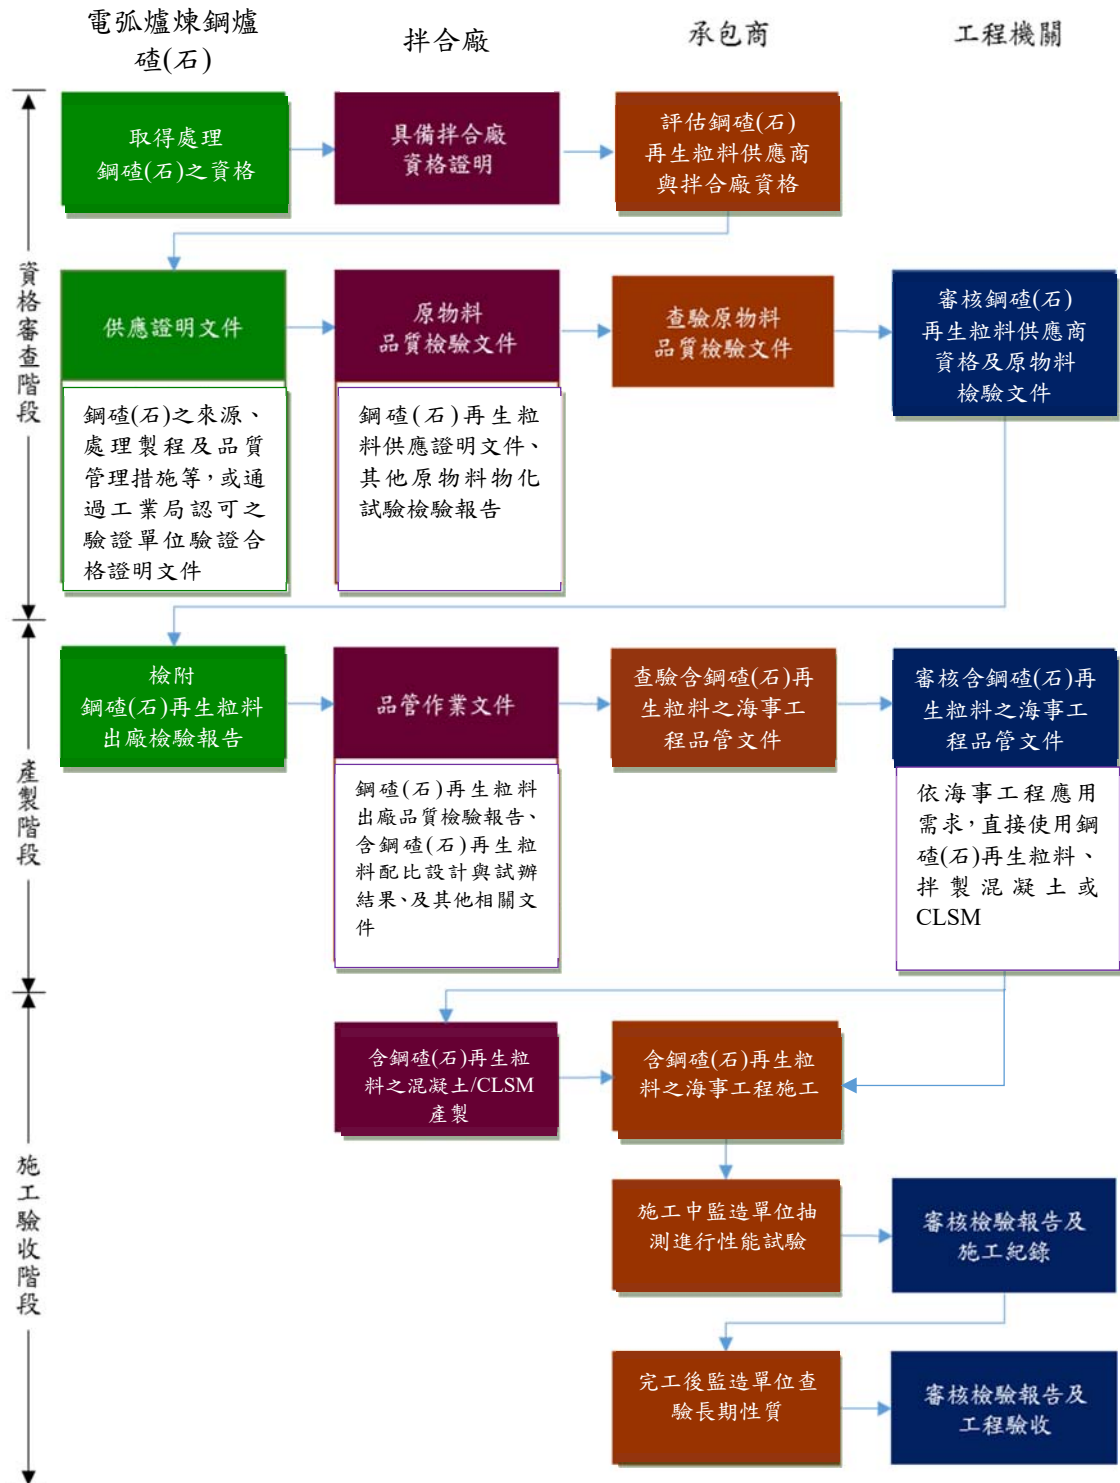 電弧爐煉鋼爐
碴(石)
拌合廠
承包商
工程機關
資格審查階段
取得處理
鋼碴(石)之資格
具備拌合廠
資格證明
評估鋼碴(石)
再生粒料供應商
與拌合廠資格
供應證明文件
鋼碴(石)之來源、
處理製程及品質
管理措施等,或通
過工業局認可之
驗證單位驗證合
格證明文件
原物料
品質檢驗文件
鋼碴(石)再生粒
料供應證明文件、
其他原物料物化
試驗檢驗報告
查驗原物料
品質檢驗文件
審核鋼碴(石)
再生粒料供應商
資格及原物料
檢驗文件
產製階段
檢附
鋼碴(石)再生粒料
出廠檢驗報告
品管作業文件
鋼碴(石)再生粒料
出廠品質檢驗報告、
含鋼碴(石)再生粒
料配比設計與試辦
結果、及其他相關文
件
查驗含鋼碴(石)再
生粒料之海事工
程品管文件
審核含鋼碴(石)再
生粒料之海事工
程品管文件
依海事工程應用
需求,直接使用鋼
碴(石)再生粒料、
拌製混凝土或
CLSM
施工驗收階段
含鋼碴(石)再生粒
料之混凝土/CLSM
產製
含鋼碴(石)再生粒
料之海事工程施工
施工中監造單位抽
測進行性能試驗
審核檢驗報告及
施工紀錄
完工後監造單位查
驗長期性質
審核檢驗報告及
工程驗收